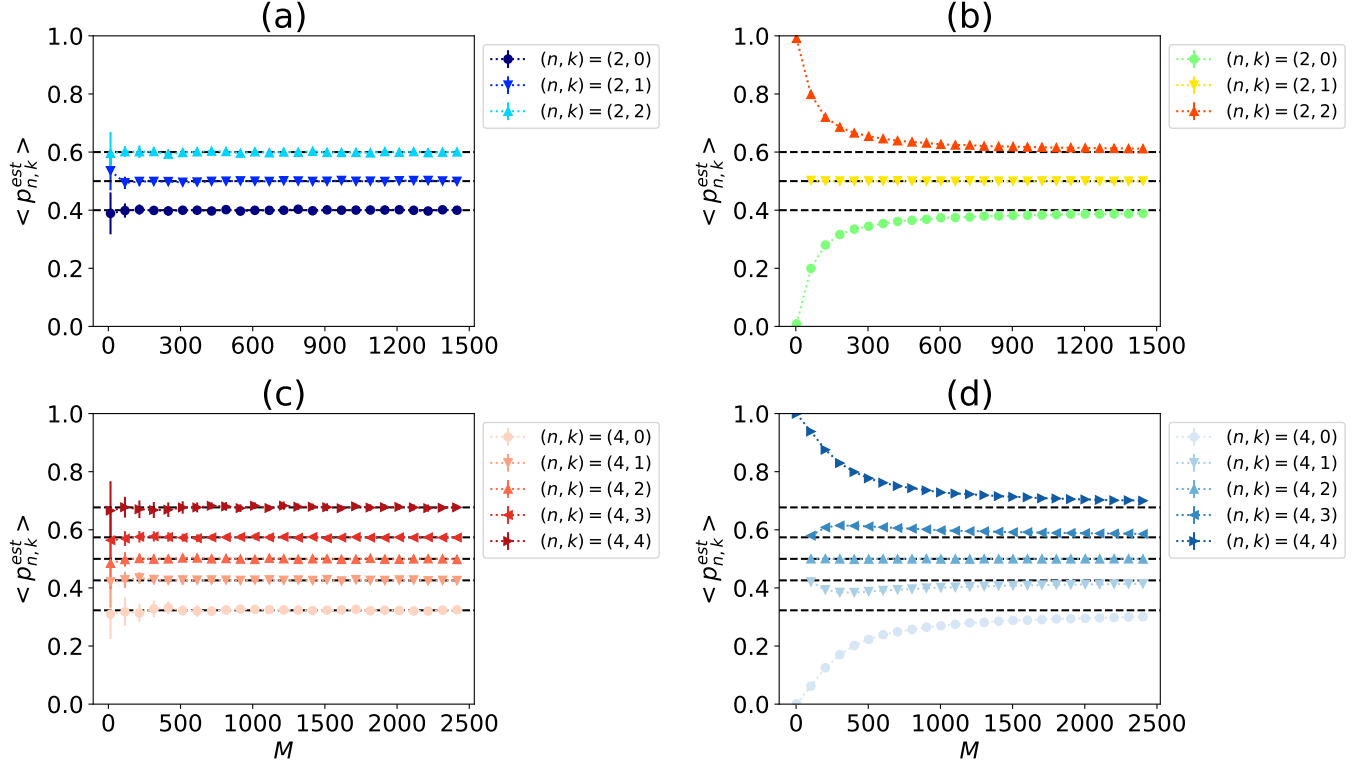 (a)
1.0
0.8
0.6
0.4
0.2
0.0
< p_{n,k}^{est} >
0 300 600 900 1200 1500
(n, k) = (2, 0)
(n, k) = (2, 1)
(n, k) = (2, 2)
(b)
1.0
0.8
0.6
0.4
0.2
0.0
< p_{n,k}^{est} >
0 300 600 900 1200 1500
(n, k) = (2, 0)
(n, k) = (2, 1)
(n, k) = (2, 2)
(c)
1.0
0.8
0.6
0.4
0.2
0.0
< p_{n,k}^{est} >
0 500 1000 1500 2000 2500
M
(n, k) = (4, 0)
(n, k) = (4, 1)
(n, k) = (4, 2)
(n, k) = (4, 3)
(n, k) = (4, 4)
(d)
1.0
0.8
0.6
0.4
0.2
0.0
< p_{n,k}^{est} >
0 500 1000 1500 2000 2500
M
(n, k) = (4, 0)
(n, k) = (4, 1)
(n, k) = (4, 2)
(n, k) = (4, 3)
(n, k) = (4, 4)